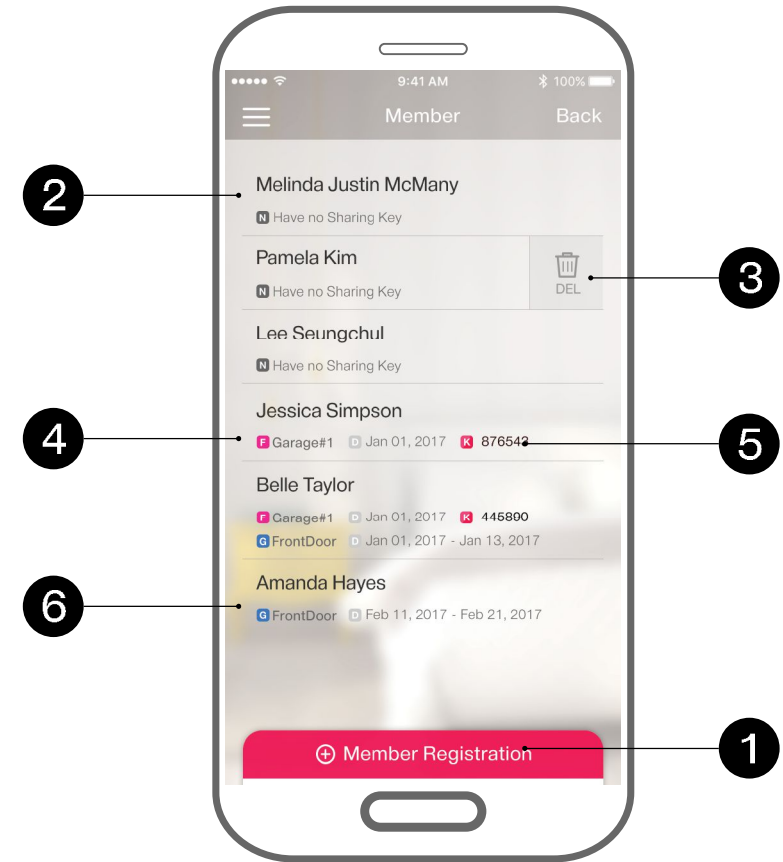 9:41 AM 100%
Member Back
2
Melinda Justin McMany
N Have no Sharing Key
Pamela Kim
N Have no Sharing Key
DEL
3
Lee Seungchul
N Have no Sharing Key
Jessica Simpson
4
F Garage#1 D Jan 01, 2017 K 876543
5
Belle Taylor
F Garage#1 D Jan 01, 2017 K 445890
G FrontDoor D Jan 01, 2017 - Jan 13, 2017
Amanda Hayes
6
G FrontDoor D Feb 11, 2017 - Feb 21, 2017
Member Registration
1